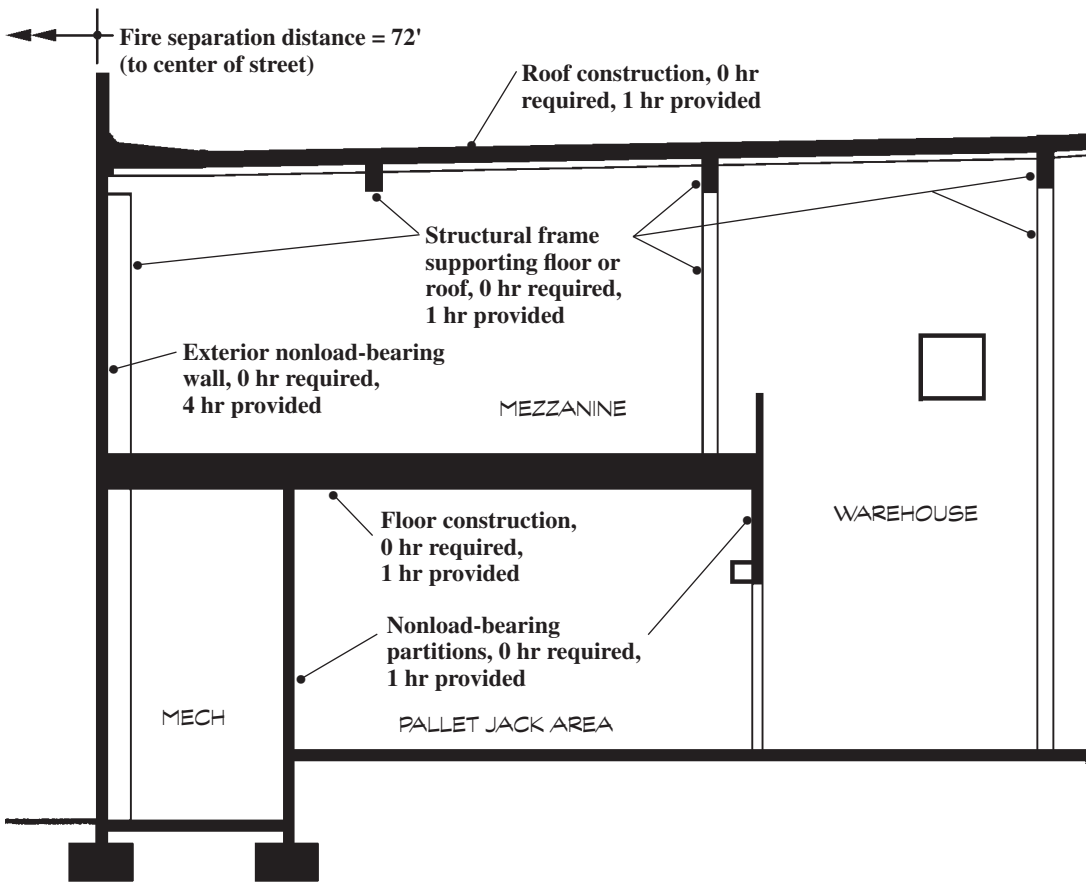 Fire separation distance = 72'
(to center of street)
Roof construction, 0 hr
required, 1 hr provided
Structural frame
supporting floor or
roof, 0 hr required,
1 hr provided
Exterior nonload-bearing
wall, 0 hr required,
4 hr provided
MEZZANINE
WAREHOUSE
Floor construction,
0 hr required,
1 hr provided
Nonload-bearing
partitions, 0 hr required,
1 hr provided
MECH
PALLET JACK AREA